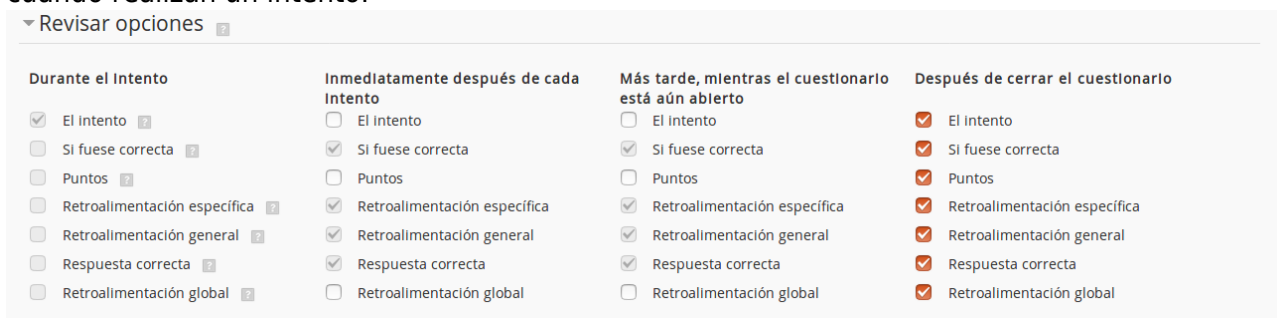 cuando realizan un intento.
Revisar opciones
Durante el intento
Inmediatamente después de cada
intento
Más tarde, mientras el cuestionario
está aún abierto
Después de cerrar el cuestionario
El intento El intento El intento El intento
Si fuese correcta Si fuese correcta Si fuese correcta Si fuese correcta
Puntos Puntos Puntos Puntos
Retroalimentación específica Retroalimentación específica Retroalimentación específica Retroalimentación específica
Retroalimentación general Retroalimentación general Retroalimentación general Retroalimentación general
Respuesta correcta Respuesta correcta Respuesta correcta Respuesta correcta
Retroalimentación global Retroalimentación global Retroalimentación global Retroalimentación global